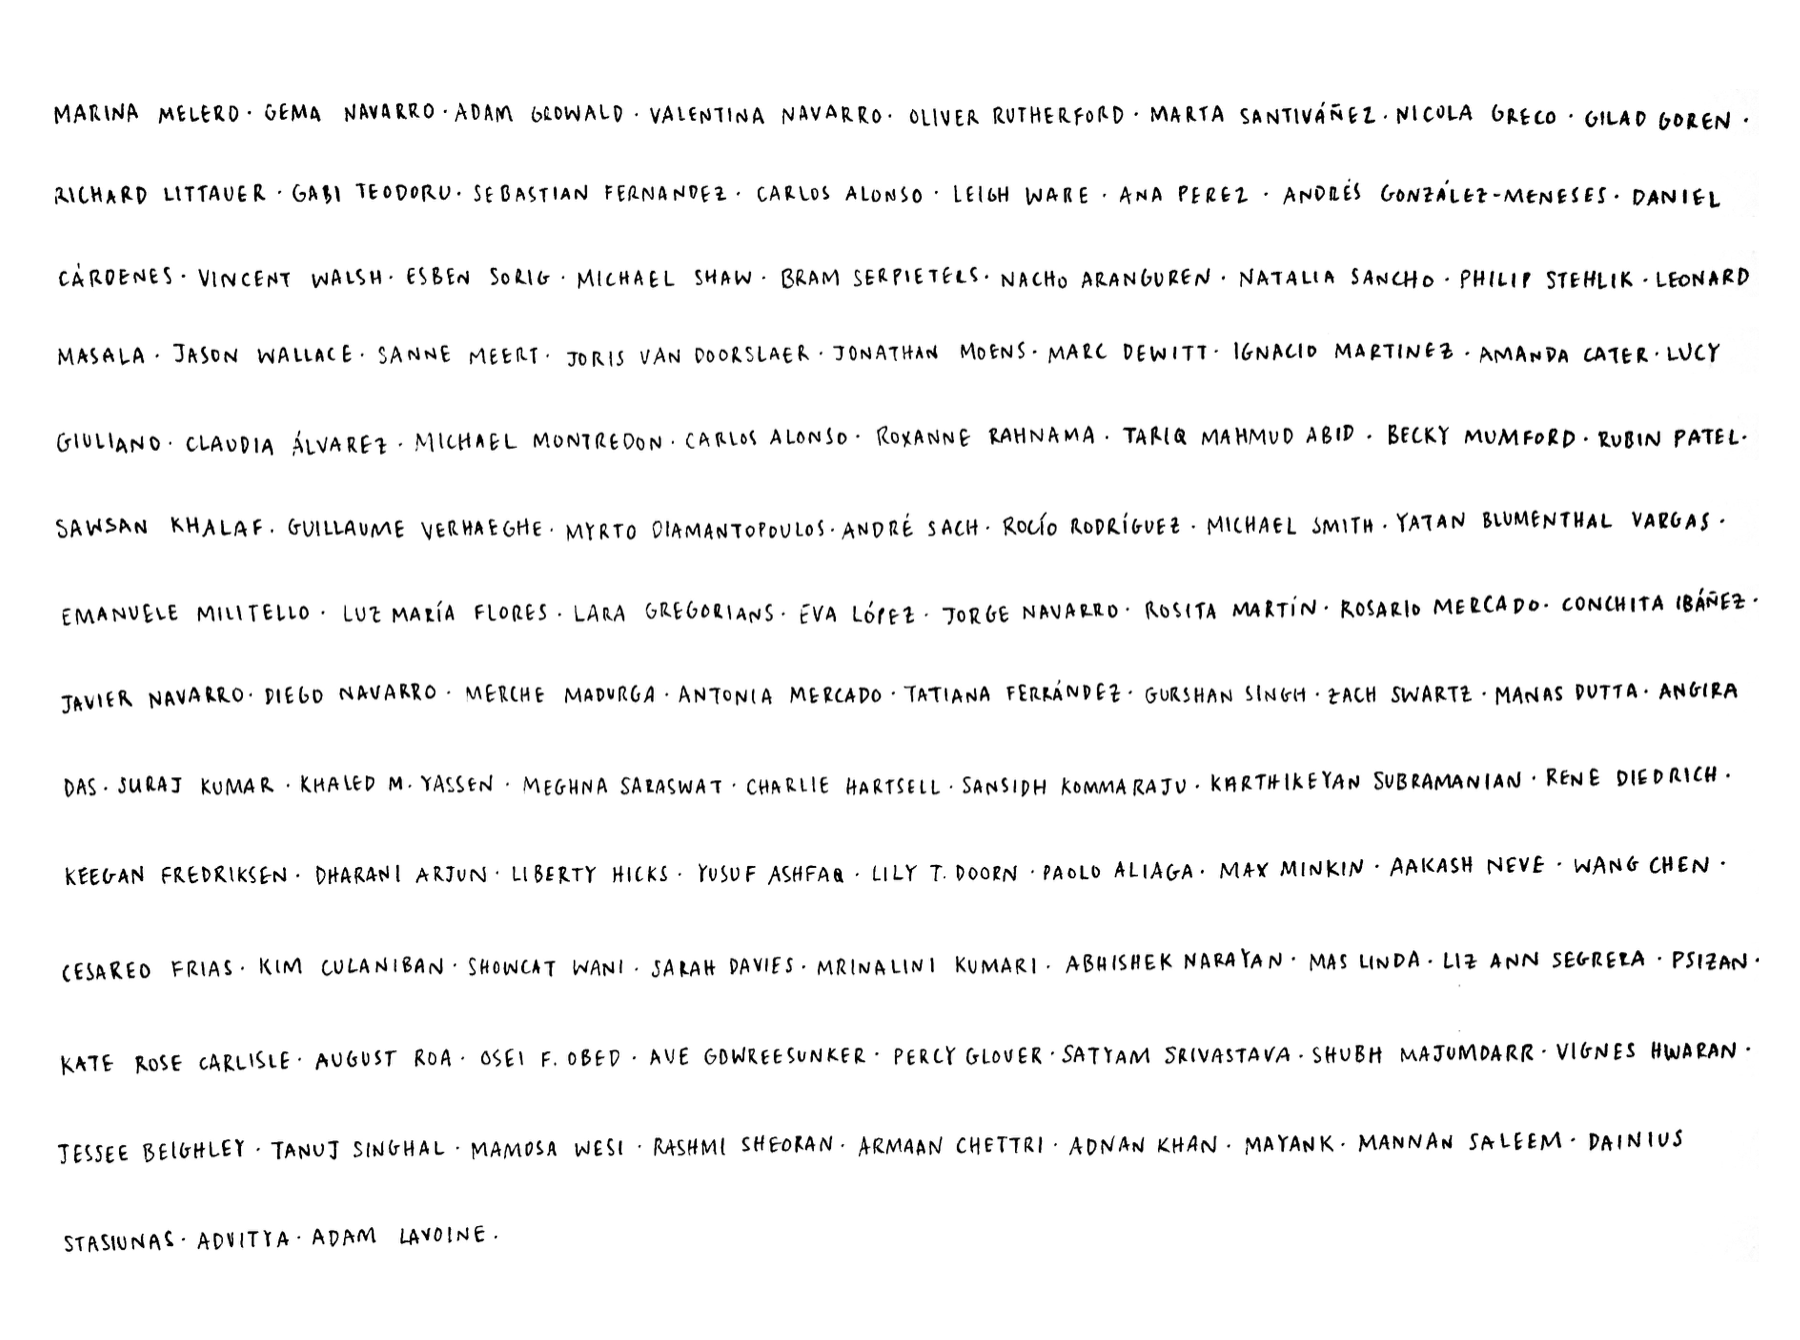 MARINA MELERO · GEMA NAVARRO · ADAM GROWALD · VALENTINA NAVARRO · OLIVER RUTHERFORD · MARTA SANTIVÁÑEZ · NICOLA GRECO · GILAD GOREN ·
RICHARD LITTAUER · GABI TEODORU · SEBASTIAN FERNANDEZ · CARLOS ALONSO · LEIGH WARE · ANA PEREZ · ANDRÉS GONZÁLEZ-MENESES · DANIEL
CÁRDENES · VINCENT WALSH · ESBEN SORIG · MICHAEL SHAW · BRAM SERPIETERS · NACHO ARANGUREN · NATALIA SANCHO · PHILIP STEHLIK · LEONARD
MASALA · JASON WALLACE · SANNE MEERT · JORIS VAN DOORSLAER · JONATHAN MOENS · MARC DEWITT · IGNACIO MARTINEZ · AMANDA CATER · LUCY
GIULIANO · CLAUDIA ÁLVAREZ · MICHAEL MONTREDON · CARLOS ALONSO · ROXANNE RAHNAMA · TARIQ MAHMUD ABID · BECKY MUMFORD · RUBIN PATEL ·
SAWSAN KHALAF · GUILLAUME VERHAEGHE · MYRTO DIAMANTOPOULOS · ANDRÉ SACH · ROCÍO RODRÍGUEZ · MICHAEL SMITH · YATAN BLUMENTHAL VARGAS ·
EMANUELE MILITELLO · LUZ MARÍA FLORES · LARA GREGORIANS · EVA LÓPEZ · JORGE NAVARRO · ROSITA MARTÍN · ROSARIO MERCADO · CONCHITA IBÁÑEZ ·
JAVIER NAVARRO · DIEGO NAVARRO · MERCHE MADURGA · ANTONIA MERCADO · TATIANA FERRÁNDEZ · GURSHAN SINGH · ZACH SWARTZ · MANAS DUTTA · ANGIRA
DAS · SURAJ KUMAR · KHALED M. YASSEN · MEGHNA SARASWAT · CHARLIE HARTSELL · SANSIDH KOMMARAJU · KARTHIKEYAN SUBRAMANIAN · RENE DIEDRICH ·
KEEGAN FREDRIKSEN · DHARANI ARJUN · LIBERTY HICKS · YUSUF ASHFAQ · LILY T. DOORN · PAOLO ALIAGA · MAX MINKIN · AAKASH NEVE · WANG CHEN ·
CESAREO FRIAS · KIM CULANIBAN · SHOWCAT WANI · SARAH DAVIES · MRINALINI KUMARI · ABHISHEK NARAYAN · MAS LINDA · LIZ ANN SEGRERA · PSIZAN ·
KATE ROSE CARLISLE · AUGUST ROA · OSEI F. OBED · AVE GOWREESUNKER · PERCY GLOVER · SATYAM SRIVASTAVA · SHUBH MAJUMDARR · VIGNES HWARAN ·
JESSEE BEIGHLEY · TANUJ SINGHAL · MAMOSA WESI · RASHMI SHEORAN · ARMAAN CHETTRI · ADNAN KHAN · MAYANK · MANNAN SALEEM · DAINIUS
STASIUNAS · ADVITYA · ADAM LAVOINE .